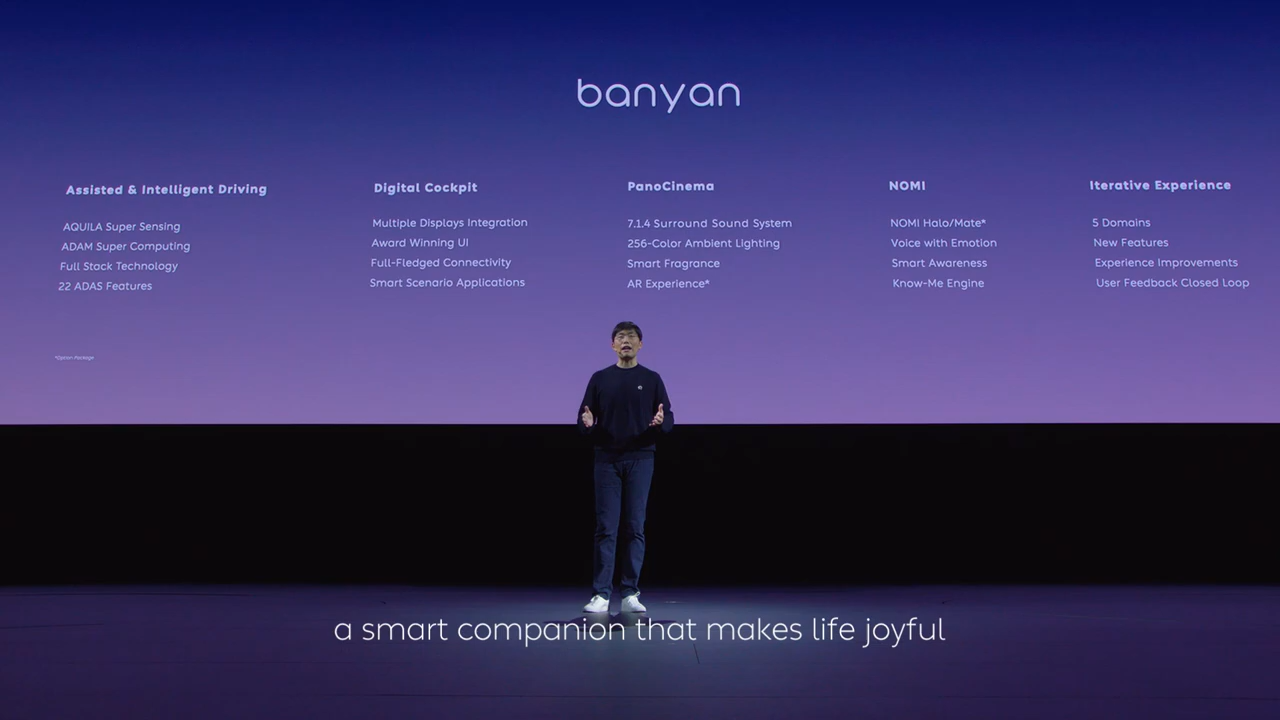 banyan
Assisted & Intelligent Driving
AQUILA Super Sensing
ADAM Super Computing
Full Stack Technology
22 ADAS Features
*Option Package
Digital Cockpit
Multiple Displays Integration
Award Winning UI
Full-Fledged Connectivity
Smart Scenario Applications
PanoCinema
7.1.4 Surround Sound System
256-Color Ambient Lighting
Smart Fragrance
AR Experience*
NOMI
NOMI Halo/Mate*
Voice with Emotion
Smart Awareness
Know-Me Engine
Iterative Experience
5 Domains
New Features
Experience Improvements
User Feedback Closed Loop
a smart companion that makes life joyful